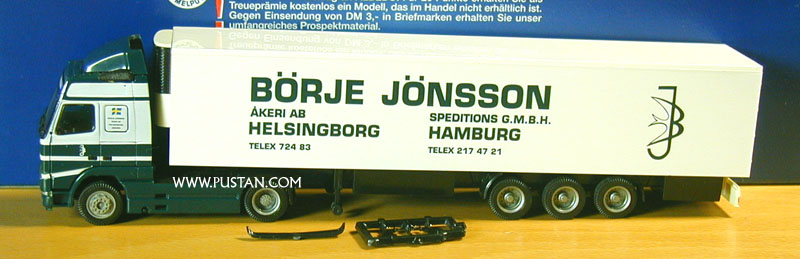 Treueprämie kostenlos ein Modell, das im Handel nicht erhältlich ist.
Gegen Einsendung von DM 3,- in Briefmarken erhalten Sie unser
umfangreiches Prospektmaterial.
BÖRJE JÖNSSON
ÅKERI AB
HELSINGBORG
TELEX 724 83
SPEDITIONS G.M.B.H.
HAMBURG
TELEX 217 47 21
JB
WWW.PUSTAN.COM